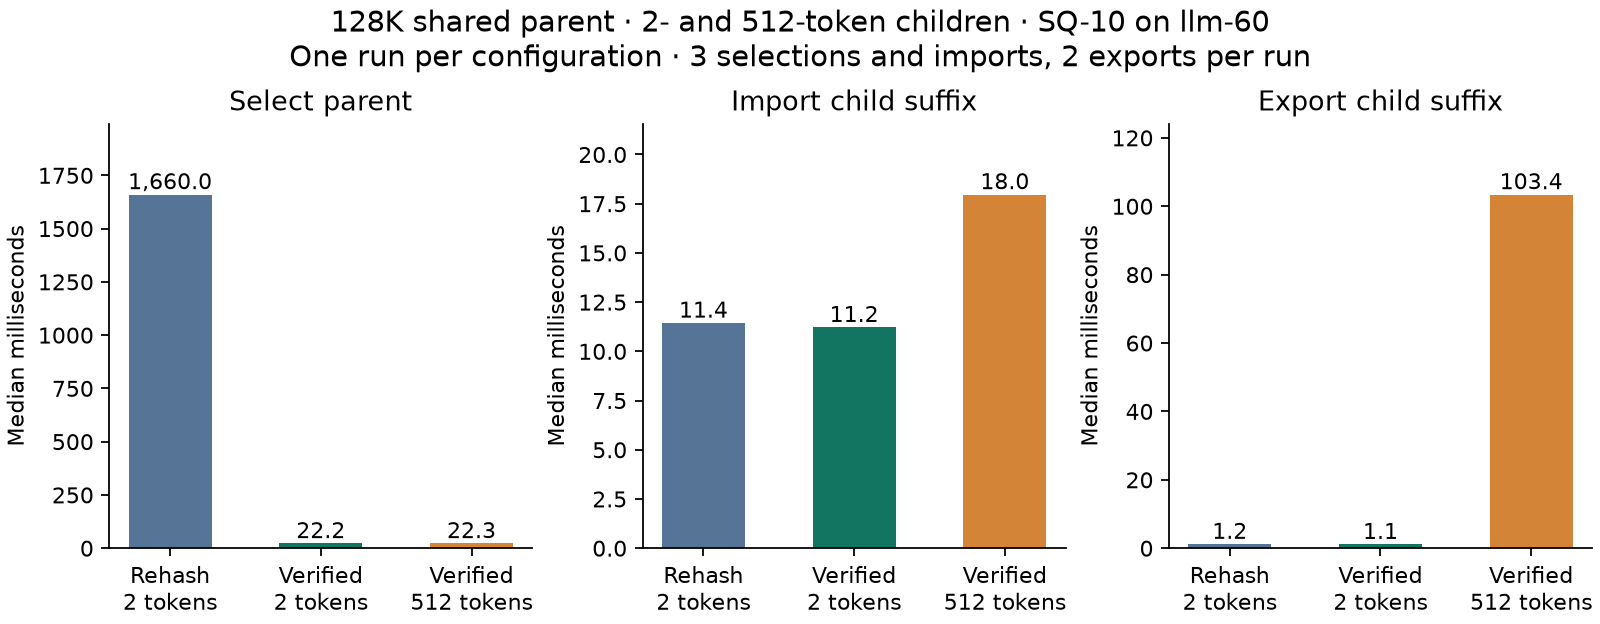 128K shared parent · 2- and 512-token children · SQ-10 on llm-60
One run per configuration · 3 selections and imports, 2 exports per run
Select parent
Median milliseconds
1750
1500
1250
1000
750
500
250
0
1,660.0
22.2
22.3
Rehash
2 tokens
Verified
2 tokens
Verified
512 tokens
Import child suffix
Median milliseconds
20.0
17.5
15.0
12.5
10.0
7.5
5.0
2.5
0.0
11.4
11.2
18.0
Rehash
2 tokens
Verified
2 tokens
Verified
512 tokens
Export child suffix
Median milliseconds
120
100
80
60
40
20
0
1.2
1.1
103.4
Rehash
2 tokens
Verified
2 tokens
Verified
512 tokens